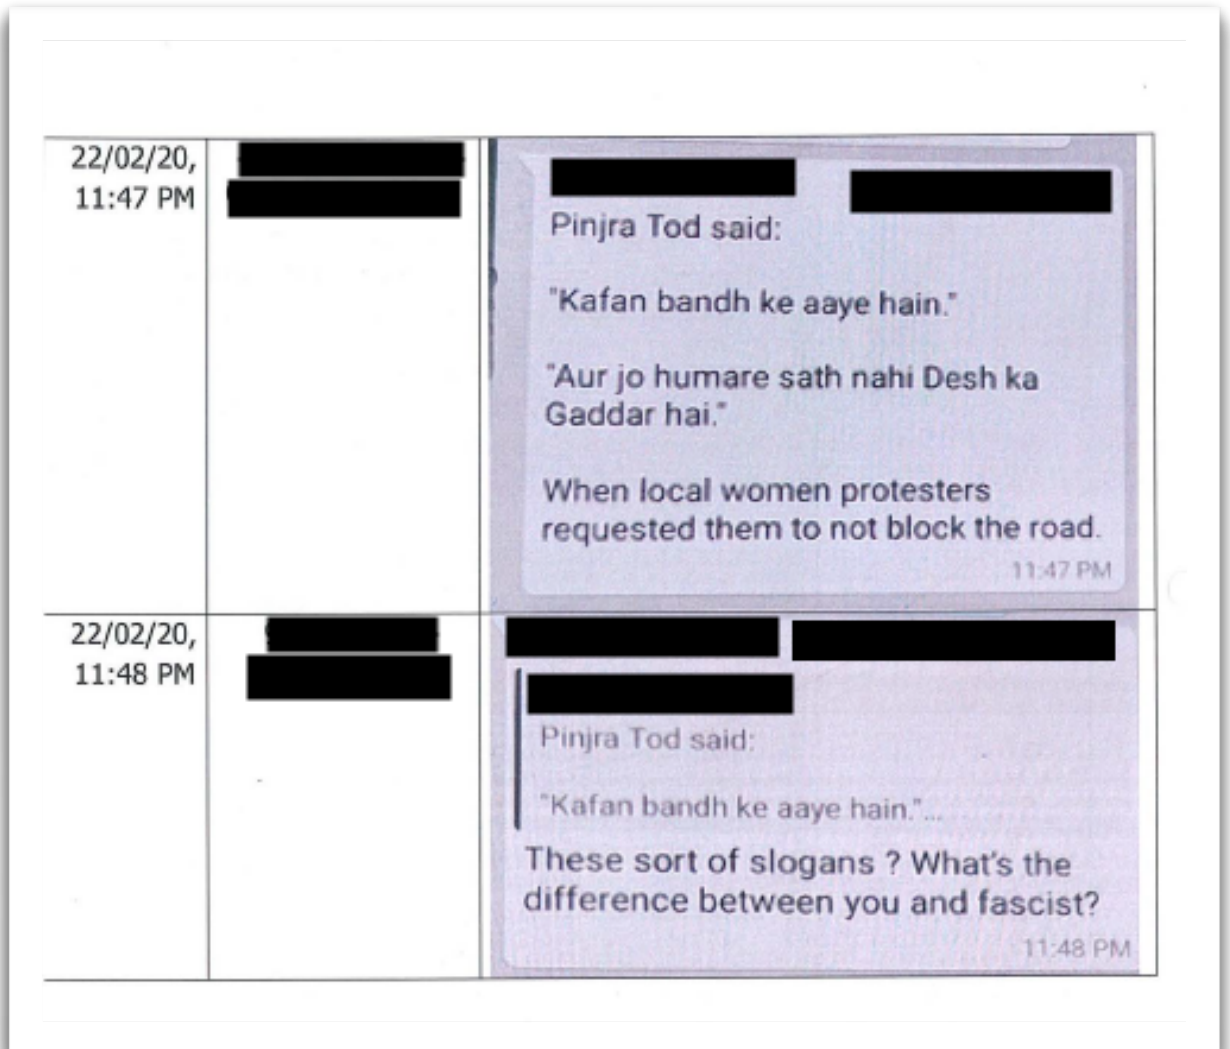 22/02/20,
11:47 PM
Pinjra Tod said:
"Kafan bandh ke aaye hain."
"Aur jo humare sath nahi Desh ka
Gaddar hai."
When local women protesters
requested them to not block the road.
11:47 PM
22/02/20,
11:48 PM
Pinjra Tod said:
"Kafan bandh ke aaye hain."...
These sort of slogans ? What's the
difference between you and fascist?
11:48 PM